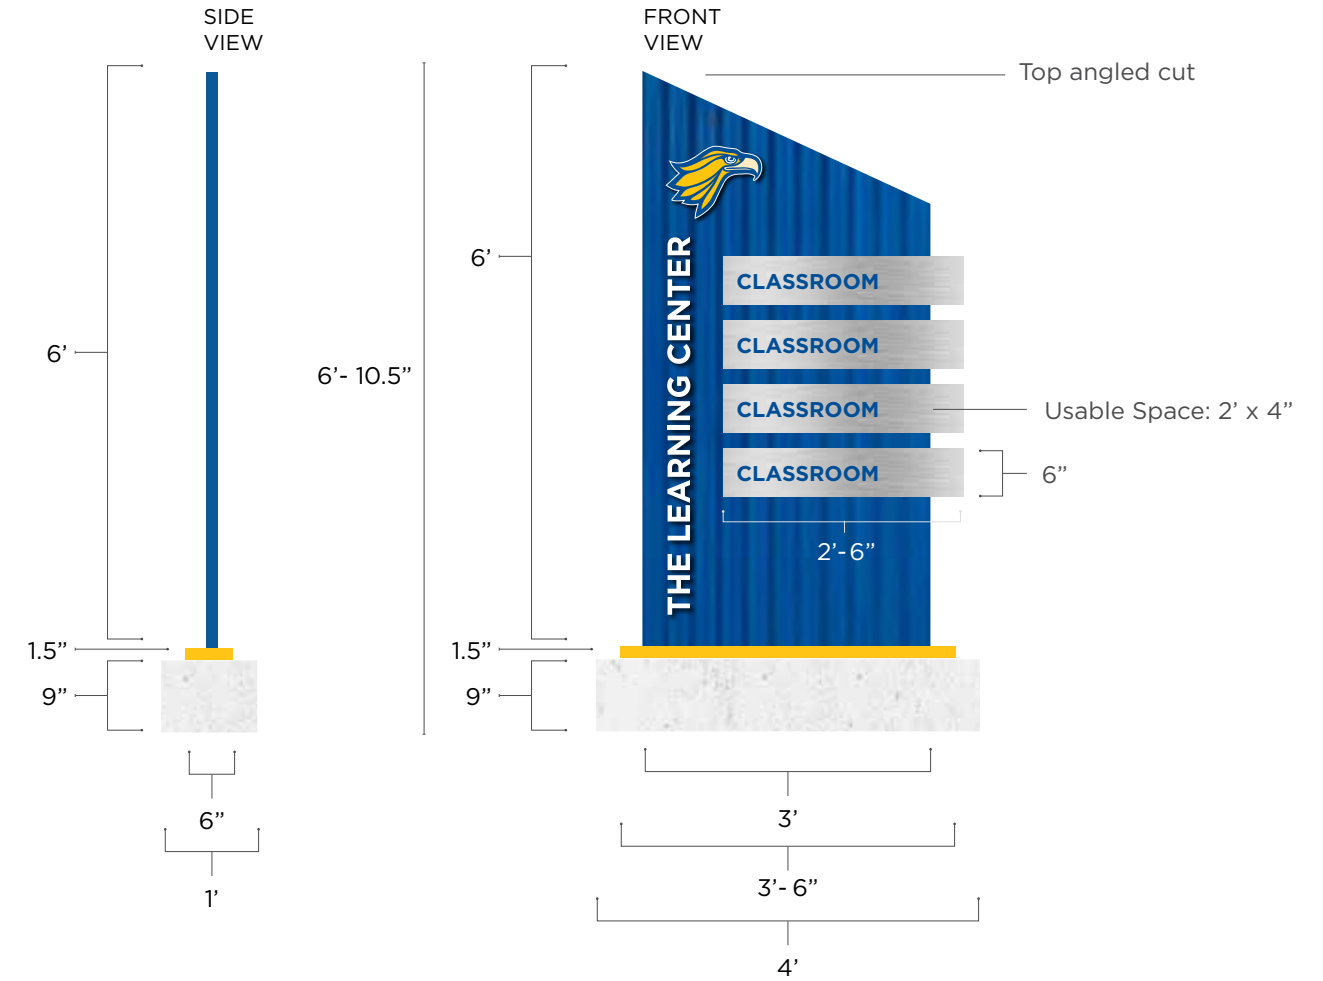 SIDE
VIEW
FRONT
VIEW
Top angled cut
6’
6’
6’- 10.5”
THE LEARNING CENTER
CLASSROOM
CLASSROOM
CLASSROOM
CLASSROOM
Usable Space: 2’ x 4”
6”
2’- 6”
1.5”
9”
1.5”
9”
6”
1’
3’
3’- 6”
4’